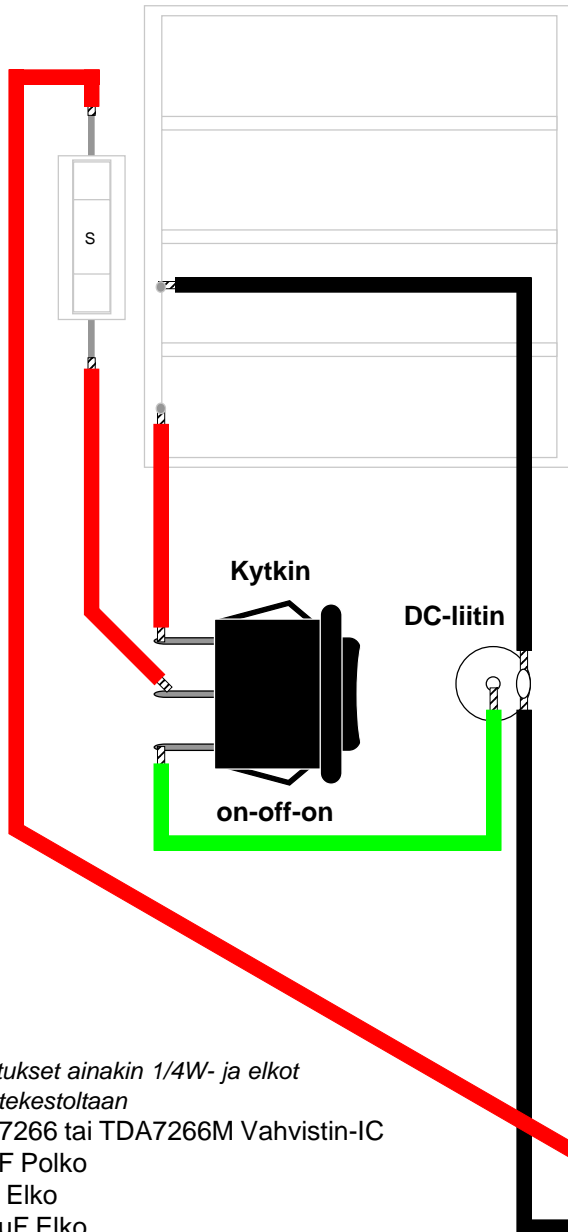 S
Kytkin
DC-liitin
on-off-on
tukset ainakin 1/4W- ja elkot
tekestoltaan
7266 tai TDA7266M Vahvistin-IC
F Polko
Elko
uF Elko